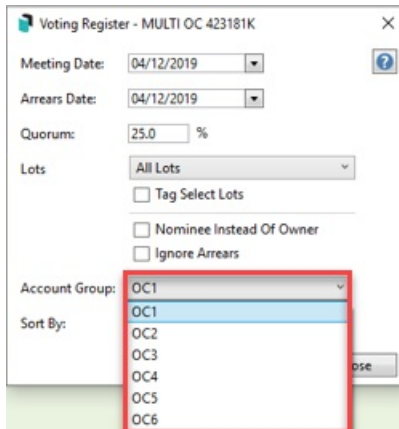 Voting Register - MULTI OC 423181K
Meeting Date: 04/12/2019
Arrears Date: 04/12/2019
Quorum: 25.0 %
Lots All Lots
Tag Select Lots
Nominee Instead Of Owner
Ignore Arrears
Account Group: OC1
OC1
Sort By:
OC2
OC3
OC4
ose
OC5
OC6